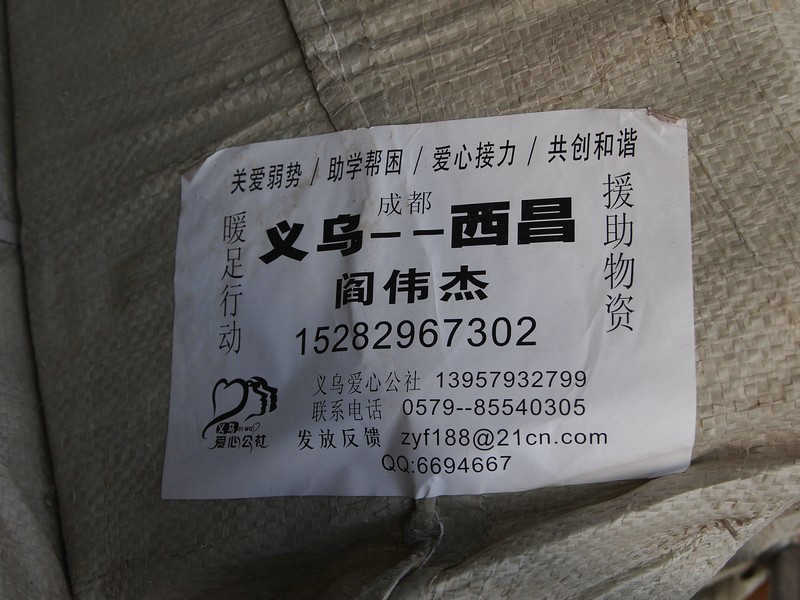 关爱弱势 / 助学帮困 / 爱心接力 / 共创和谐
成都
义乌－－西昌
阎伟杰
15282967302
暖足行动
援助物资
义乌爱心公社 13957932799
联系电话 0579--85540305
发放反馈 zyf188@21cn.com
QQ:6694667
义乌
爱心公社